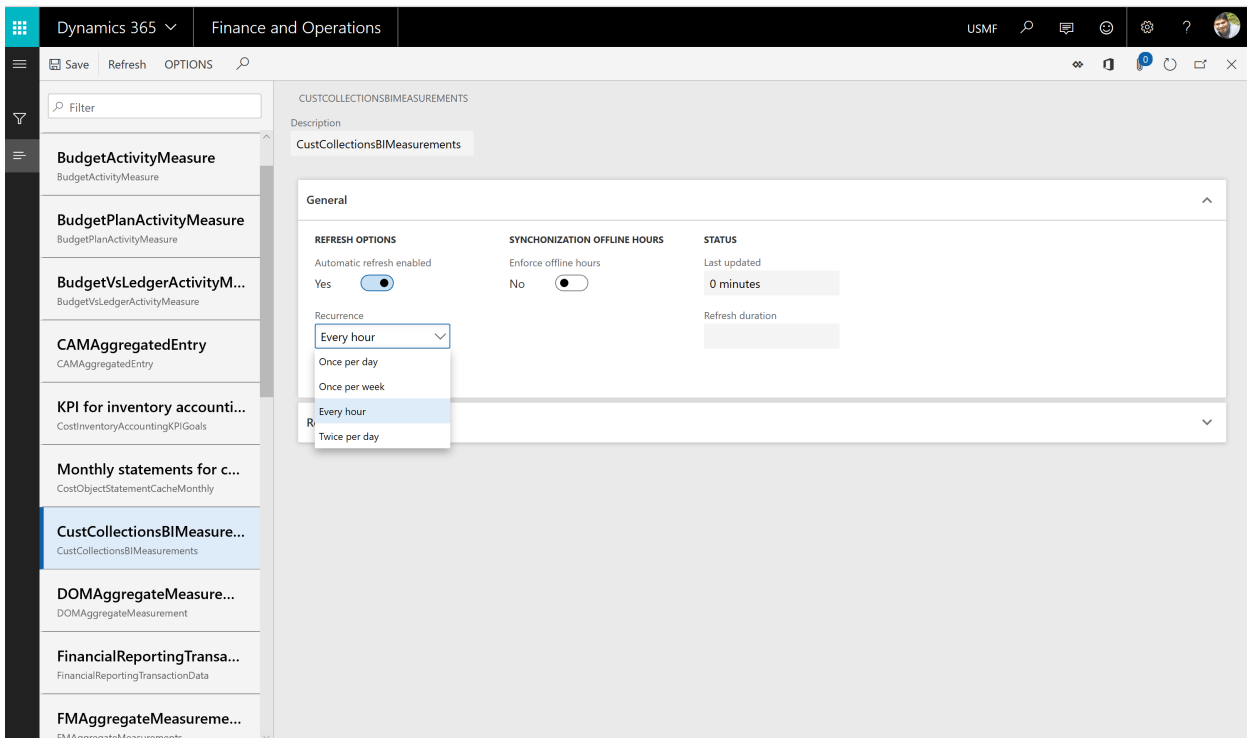 Dynamics 365
Finance and Operations
USMF
?
Save
Refresh
OPTIONS
0
Filter
BudgetActivityMeasure
BudgetActivityMeasure
BudgetPlanActivityMeasure
BudgetPlanActivityMeasure
BudgetVsLedgerActivityM...
BudgetVsLedgerActivityMeasure
CAMAggregatedEntry
CAMAggregatedEntry
KPI for inventory accounti...
CostInventoryAccountingKPIGoals
Monthly statements for c...
CostObjectStatementCacheMonthly
CustCollectionsBIMeasure...
CustCollectionsBIMeasurements
DOMAggregateMeasure...
DOMAggregateMeasurement
FinancialReportingTransa...
FinancialReportingTransactionData
FMAggregateMeasureme...
FMAggregateMeasurements
CUSTCOLLECTIONSBIMEASUREMENTS
Description
CustCollectionsBIMeasurements
General
REFRESH OPTIONS
Automatic refresh enabled
Yes
Recurrence
Every hour
Once per day
Once per week
Every hour
Twice per day
SYNCHONIZATION OFFLINE HOURS
Enforce offline hours
No
STATUS
Last updated
0 minutes
Refresh duration